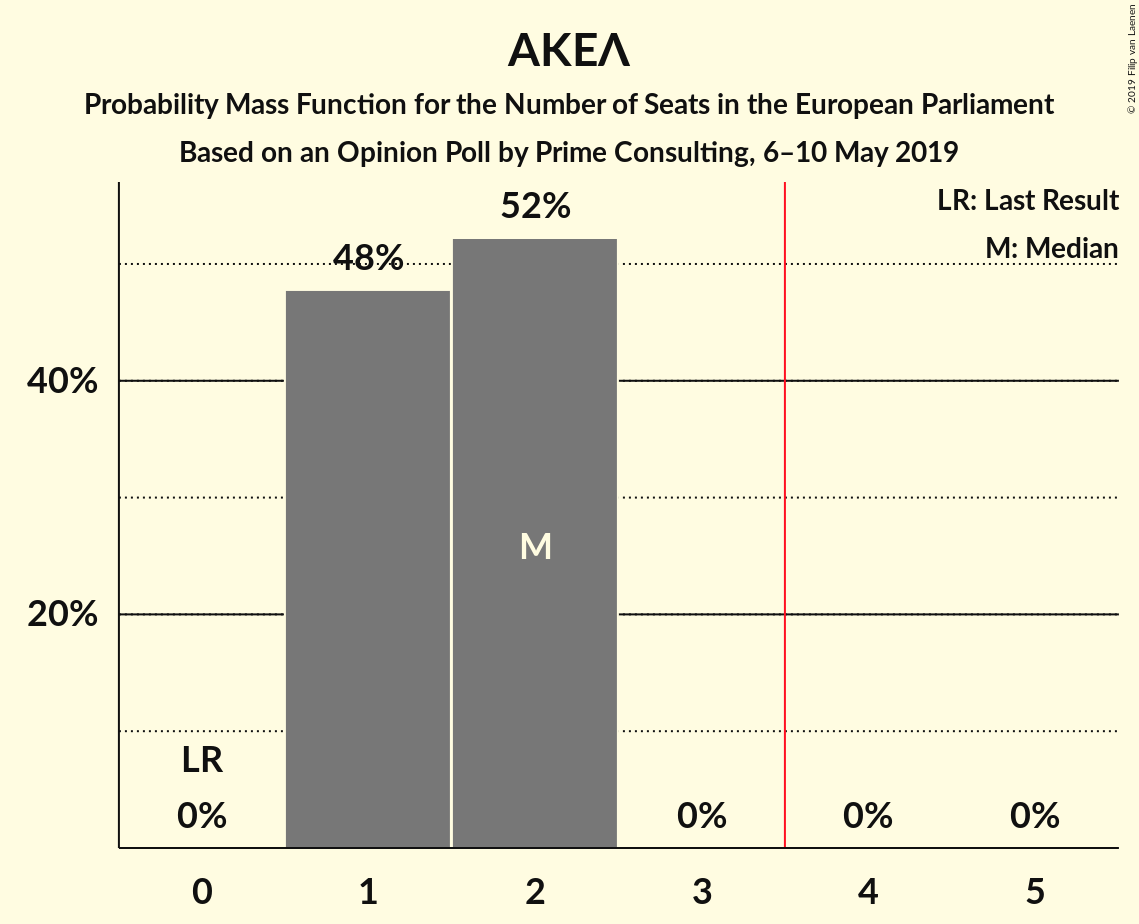 ΑΚΕΛ
Probability Mass Function for the Number of Seats in the European Parliament
Based on an Opinion Poll by Prime Consulting, 6–10 May 2019
© 2019 Filip van Laenen
LR: Last Result
M: Median
52%
48%
40%
20%
M
LR
0%
0%
0%
0%
0
1
2
3
4
5